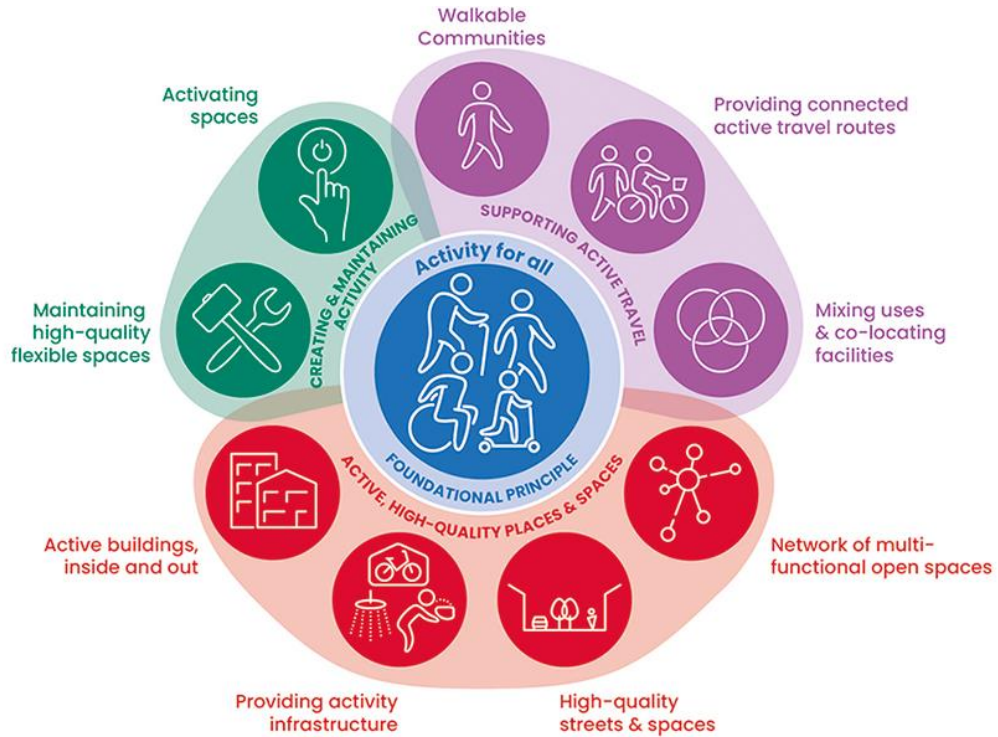 Walkable
Communities
Activating
spaces
Providing connected
active travel routes
SUPPORTING ACTIVE TRAVEL
CREATING & MAINTAINING
ACTIVITY
Activity for all
Maintaining
high-quality
flexible spaces
Mixing uses
& co-locating
facilities
FOUNDATIONAL PRINCIPLE
ACTIVE, HIGH-QUALITY PLACES & SPACES
Active buildings,
inside and out
Network of multi-
functional open spaces
Providing activity
infrastructure
High-quality
streets & spaces